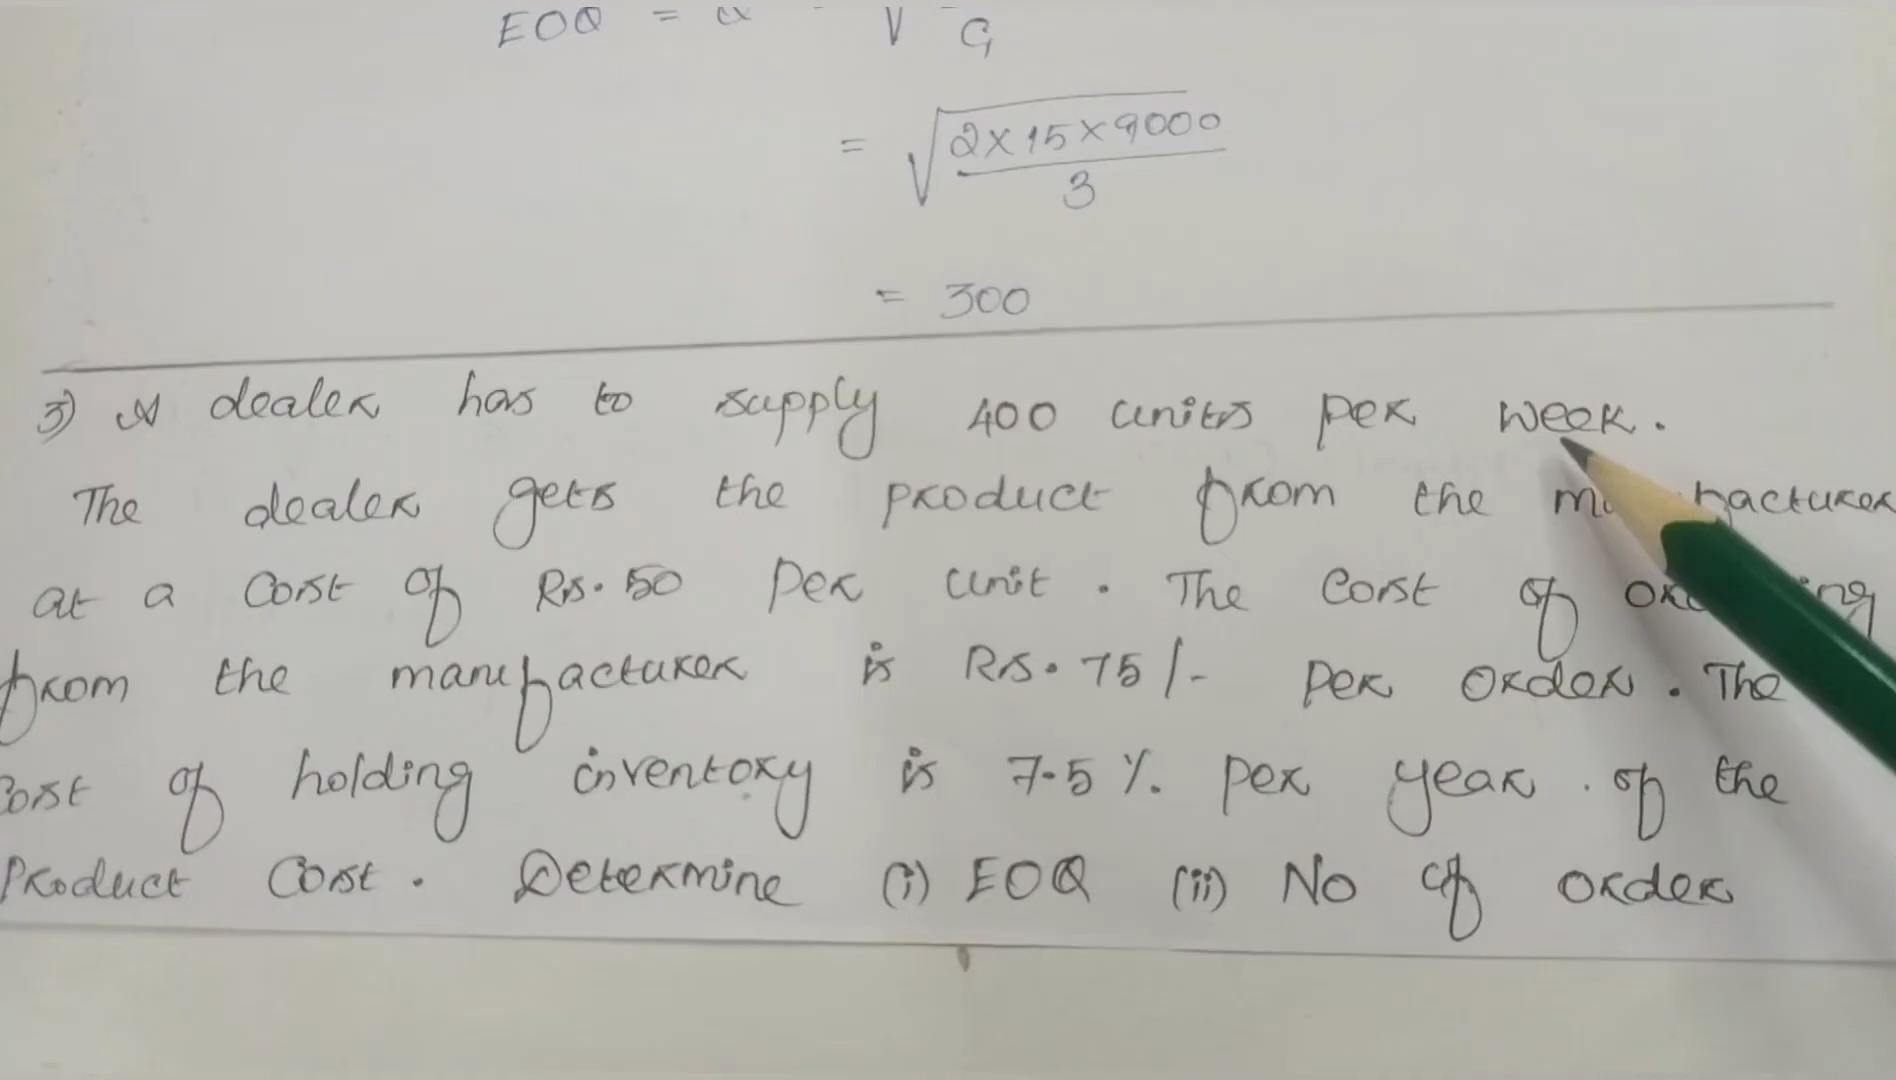 EOQ = √ C₁
= √ 2×15×9000
3
= 300
3) A dealer has to supply 400 units per week.
The dealer gets the product from the
at a cost of Rs. 50 per unit. The cost of
from the manufacturer is Rs. 75/- per order. The
cost of holding inventory is 7.5% per year. of the
product cost. Determine (i) EOQ (ii) No of order